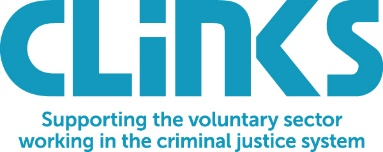 CLiNKS
Supporting the voluntary sector
working in the criminal justice system